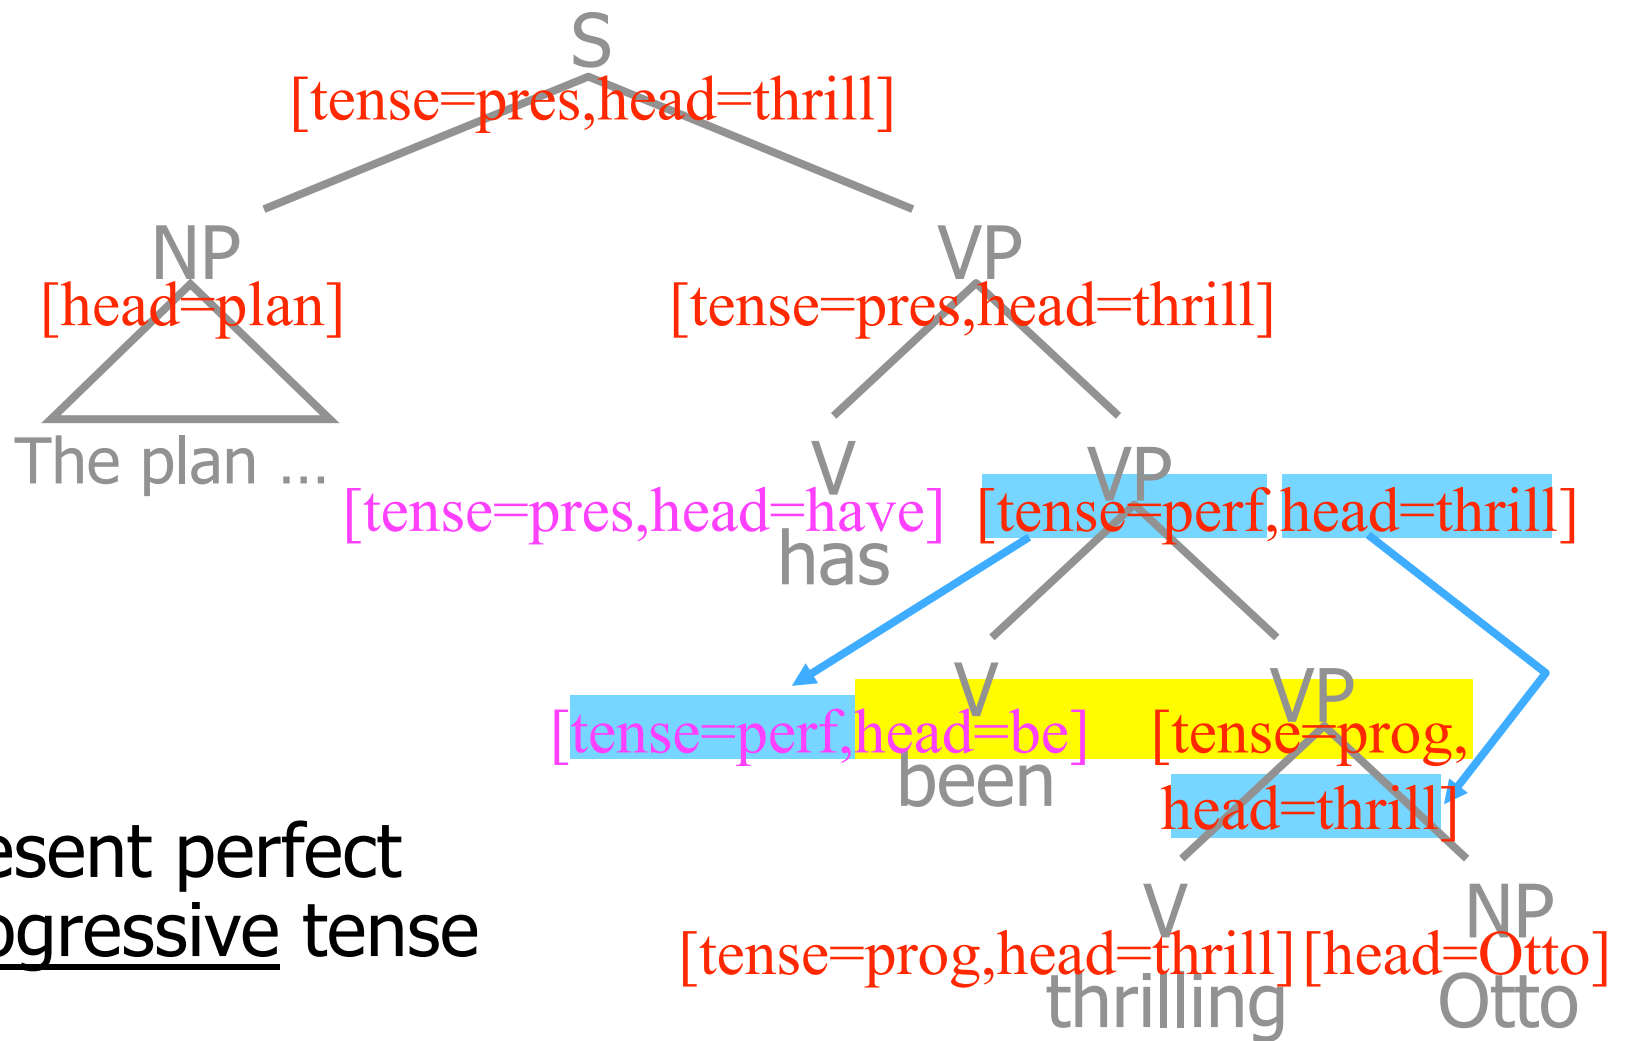 S
[tense=pres,head=thrill]
NP VP
[head=plan] [tense=pres,head=thrill]
The plan ...
V VP
[tense=pres,head=have] [tense=perf,head=thrill]
has
V VP
[tense=perf,head=be] [tense=prog,
been
head=thrill]
esent perfect
ogressive tense
V NP
[tense=prog,head=thrill] [head=Otto]
thrilling Otto